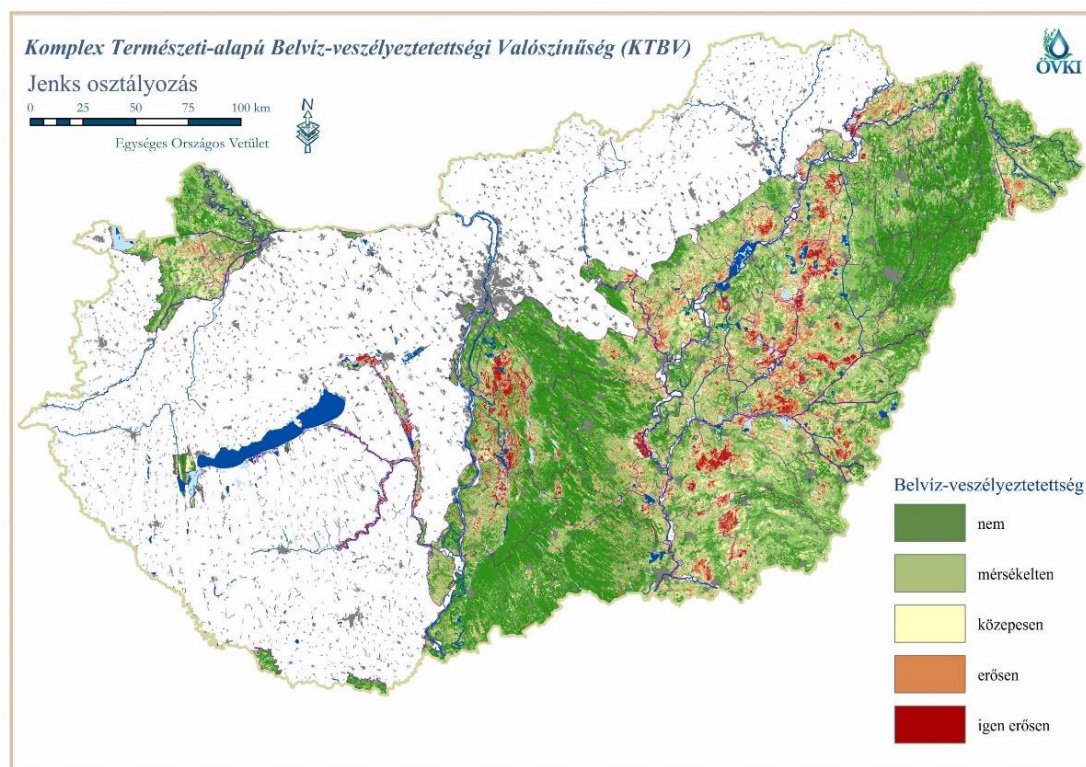 Komplex Természeti-alapú Belvíz-veszélyeztetettségi Valószínűség (KTBV)
Jenks osztályozás
0 25 50 75 100 km
Egységes Országos Vetület
N
ÖVKI
Belvíz-veszélyeztetettség
nem
mérsékelten
közepesen
erősen
igen erősen